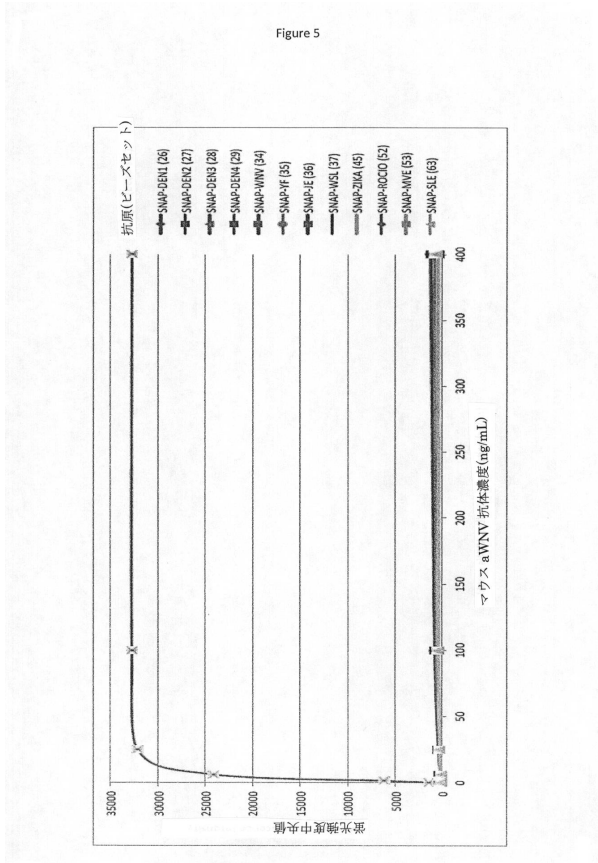 Figure 5
抗原(ビーズセット)
SNAP-DEN1 (26)
SNAP-DEN2 (27)
SNAP-DEN3 (28)
SNAP-DEN4 (29)
SNAP-WNV (34)
SNAP-YF (35)
SNAP-JE (36)
SNAP-WSL (37)
SNAP-ZIKA (45)
SNAP-ROCIO (52)
SNAP-MVE (53)
SNAP-SLE (63)
蛍光強度中央値
35000
30000
25000
20000
15000
10000
5000
0
0
50
100
150
200
250
300
350
400
マウス aWNV 抗体濃度(ng/mL)